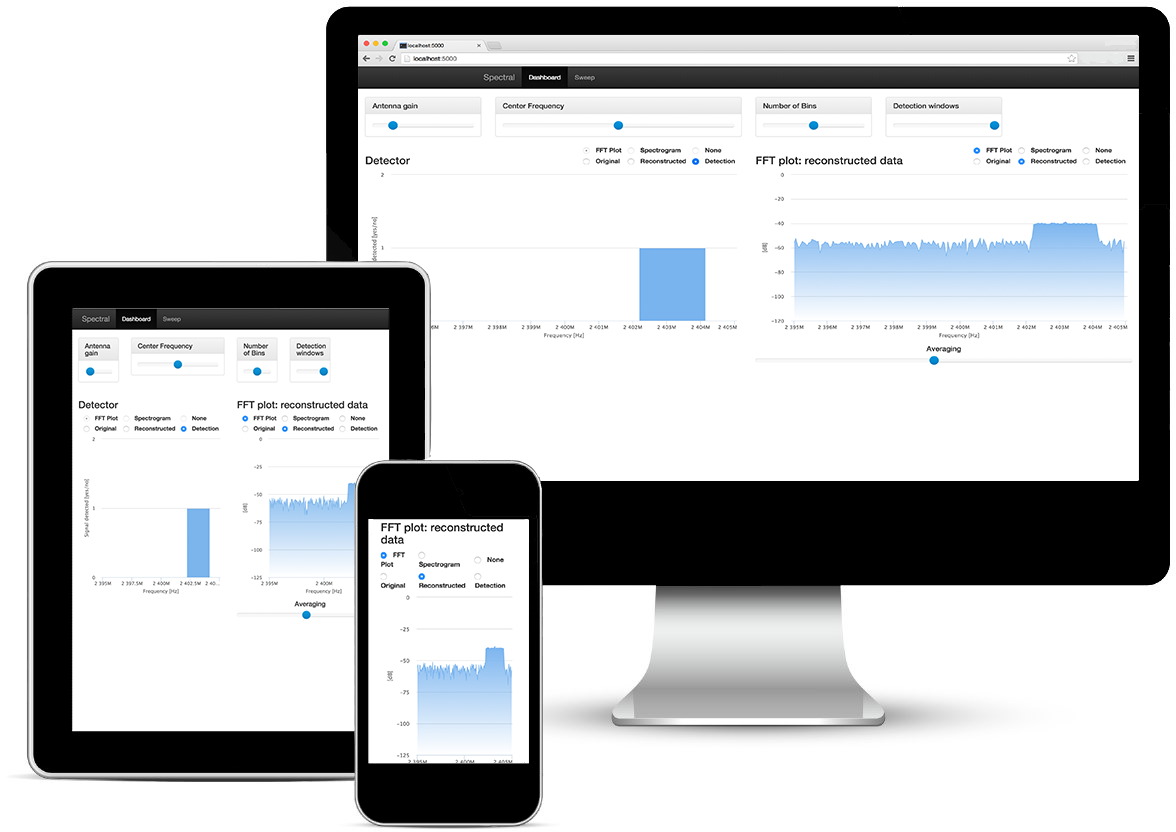 localhost:5000
localhost:5000
Spectral Dashboard Sweep
Antenna gain Center Frequency Number of Bins Detection windows
Detector
FFT Plot Spectrogram None
Original Reconstructed Detection
2
1
detected [yes/no]
M 2 397M 2 398M 2 399M 2 400M 2 401M 2 402M 2 403M 2 404M 2 405M
Frequency [Hz]
FFT plot: reconstructed data
FFT Plot Spectrogram None
Original Reconstructed Detection
0
−20
−40
−60
−80
−100
−120
[dB]
2 395M 2 396M 2 397M 2 398M 2 399M 2 400M 2 401M 2 402M 2 403M 2 404M 2 405M
Frequency [Hz]
Averaging
Spectral Dashboard Sweep
Antenna
gain
Center Frequency
Number
of Bins
Detection
windows
Detector
FFT Plot Spectrogram None
Original Reconstructed Detection
2
1
0
Signal detected [yes/no]
2 395M 2 397.5M 2 400M 2 402.5M 2 40...
Frequency [Hz]
FFT plot: reconstructed data
FFT Plot Spectrogram None
Original Reconstructed Detection
0
−25
−50
−75
−100
−125
[dB]
2 395M 2 400M
Frequency [Hz]
Averaging
FFT plot: reconstructed
data
FFT
Plot
Spectrogram
None
Original
Reconstructed
Detection
0
−25
−50
−75
−100
−125
[dB]
2 395M 2 400M 2 405M